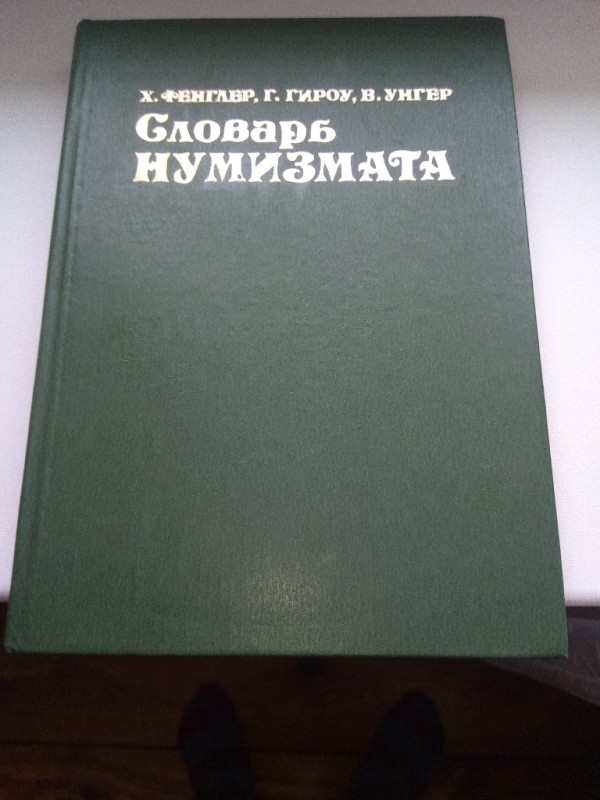 Х. ФЕНГЛЕР, Г. ГИРОУ, В. УНГЕР
Словарь
НУМИЗМАТА